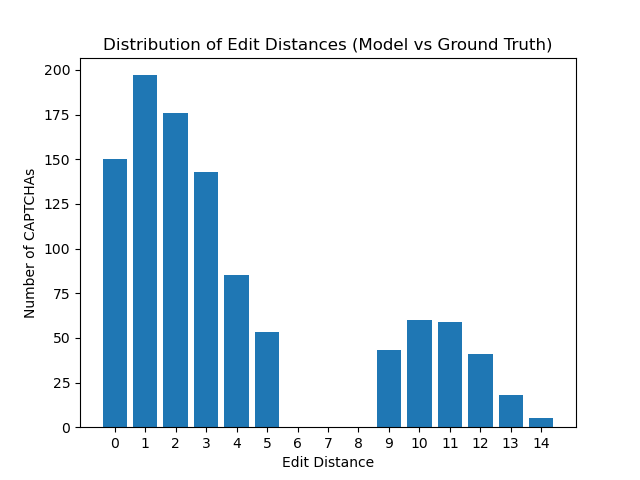 Distribution of Edit Distances (Model vs Ground Truth)
200
175
150
125
100
75
50
25
0
Number of CAPTCHAs
0 1 2 3 4 5 6 7 8 9 10 11 12 13 14
Edit Distance